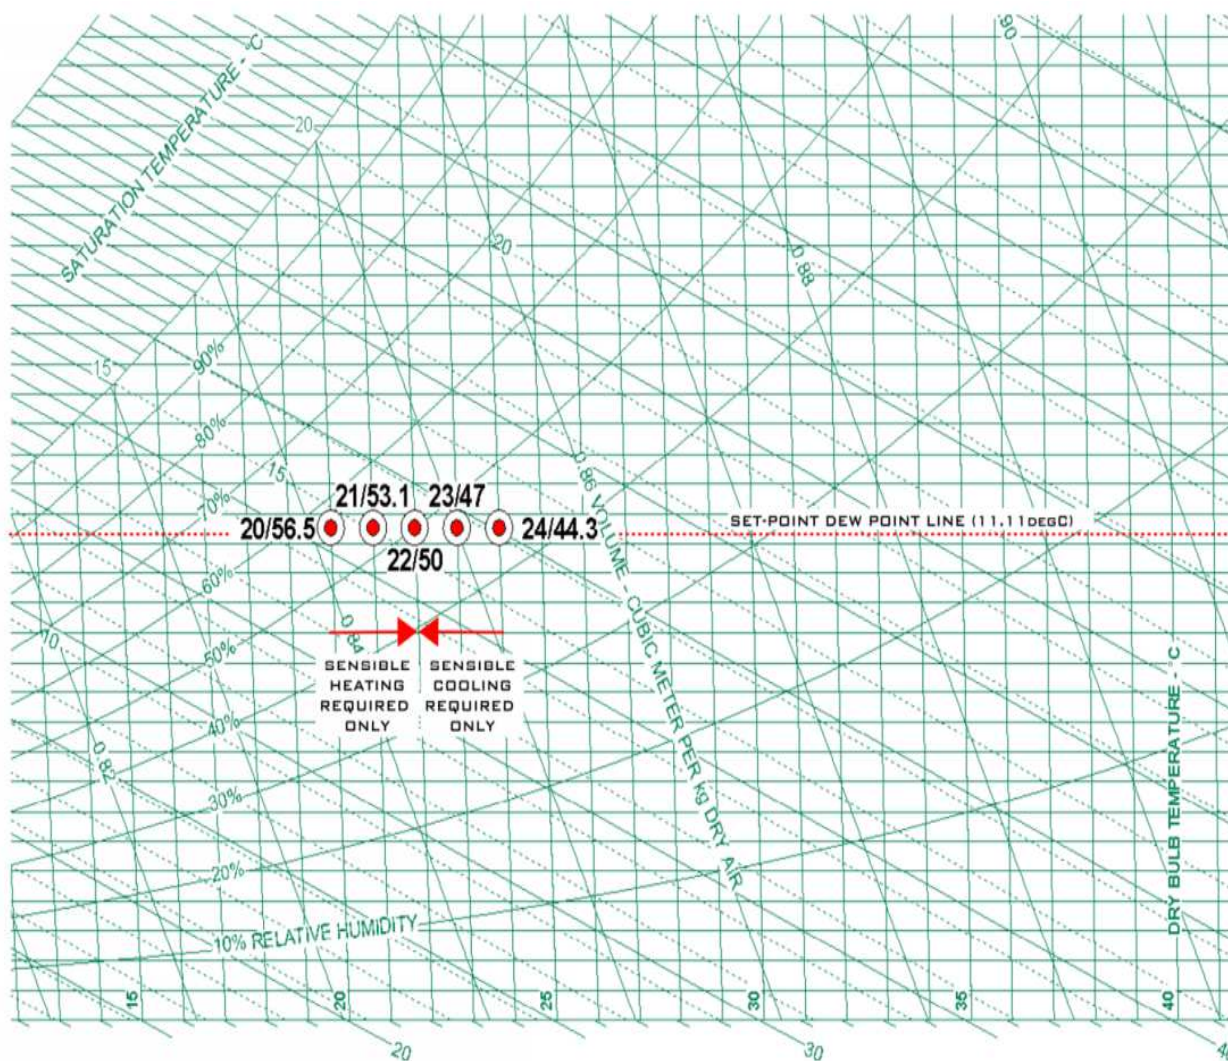 90
SATURATION TEMPERATURE - °C
20
20
0.88
15
90%
80%
15
0.86 VOLUME - CUBIC METER PER kg DRY AIR
70%
21/53.1 23/47
20/56.5
24/44.3
22/50
SET-POINT DEW POINT LINE (11.11DEGC)
60%
10
0.84
50%
SENSIBLE
HEATING
REQUIRED
ONLY
SENSIBLE
COOLING
REQUIRED
ONLY
40%
0.82
30%
20%
10% RELATIVE HUMIDITY
DRY BULB TEMPERATURE - °C
15
20
25
30
35
40
20
30